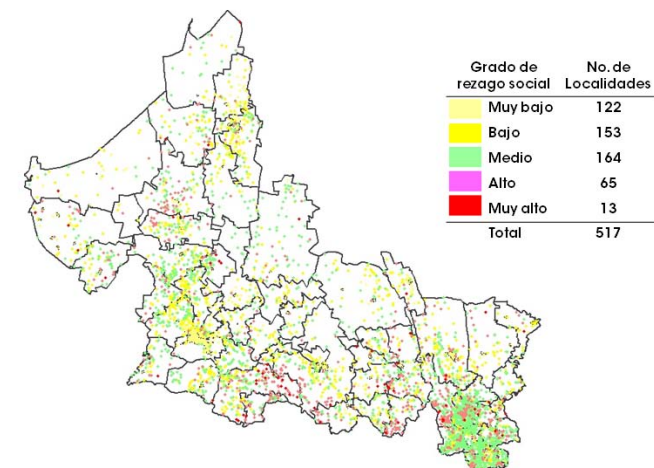 Grado de rezago social No. de Localidades
Muy bajo 122
Bajo 153
Medio 164
Alto 65
Muy alto 13
Total 517